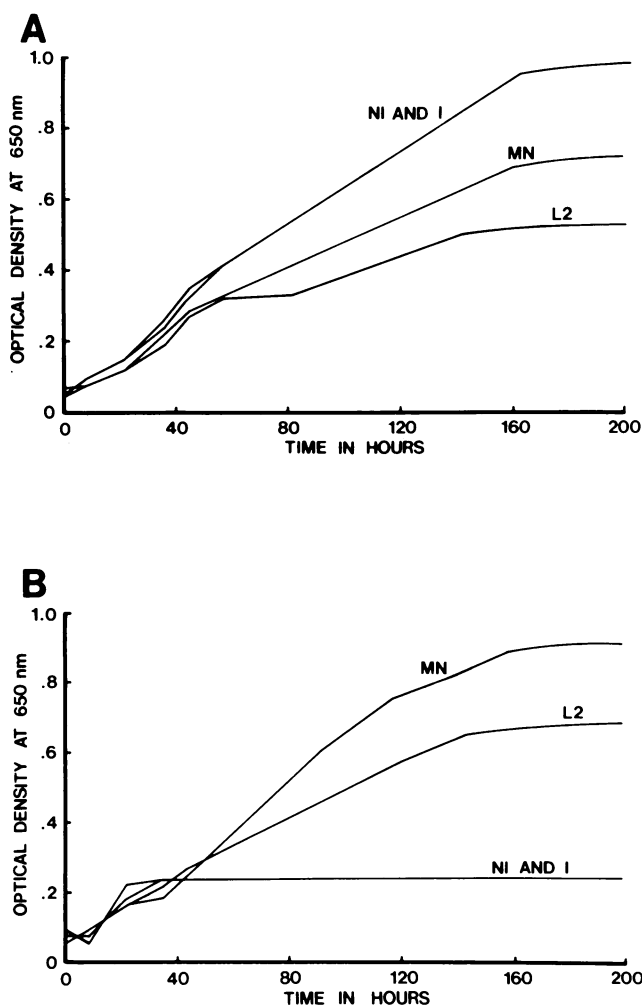 A
1.0
.8
.6
.4
.2
0
OPTICAL DENSITY AT 650 nm
NI AND I
MN
L2
0 40 80 120 160 200
TIME IN HOURS
B
1.0
.8
.6
.4
.2
0
OPTICAL DENSITY AT 650 nm
MN
L2
NI AND I
0 40 80 120 160 200
TIME IN HOURS